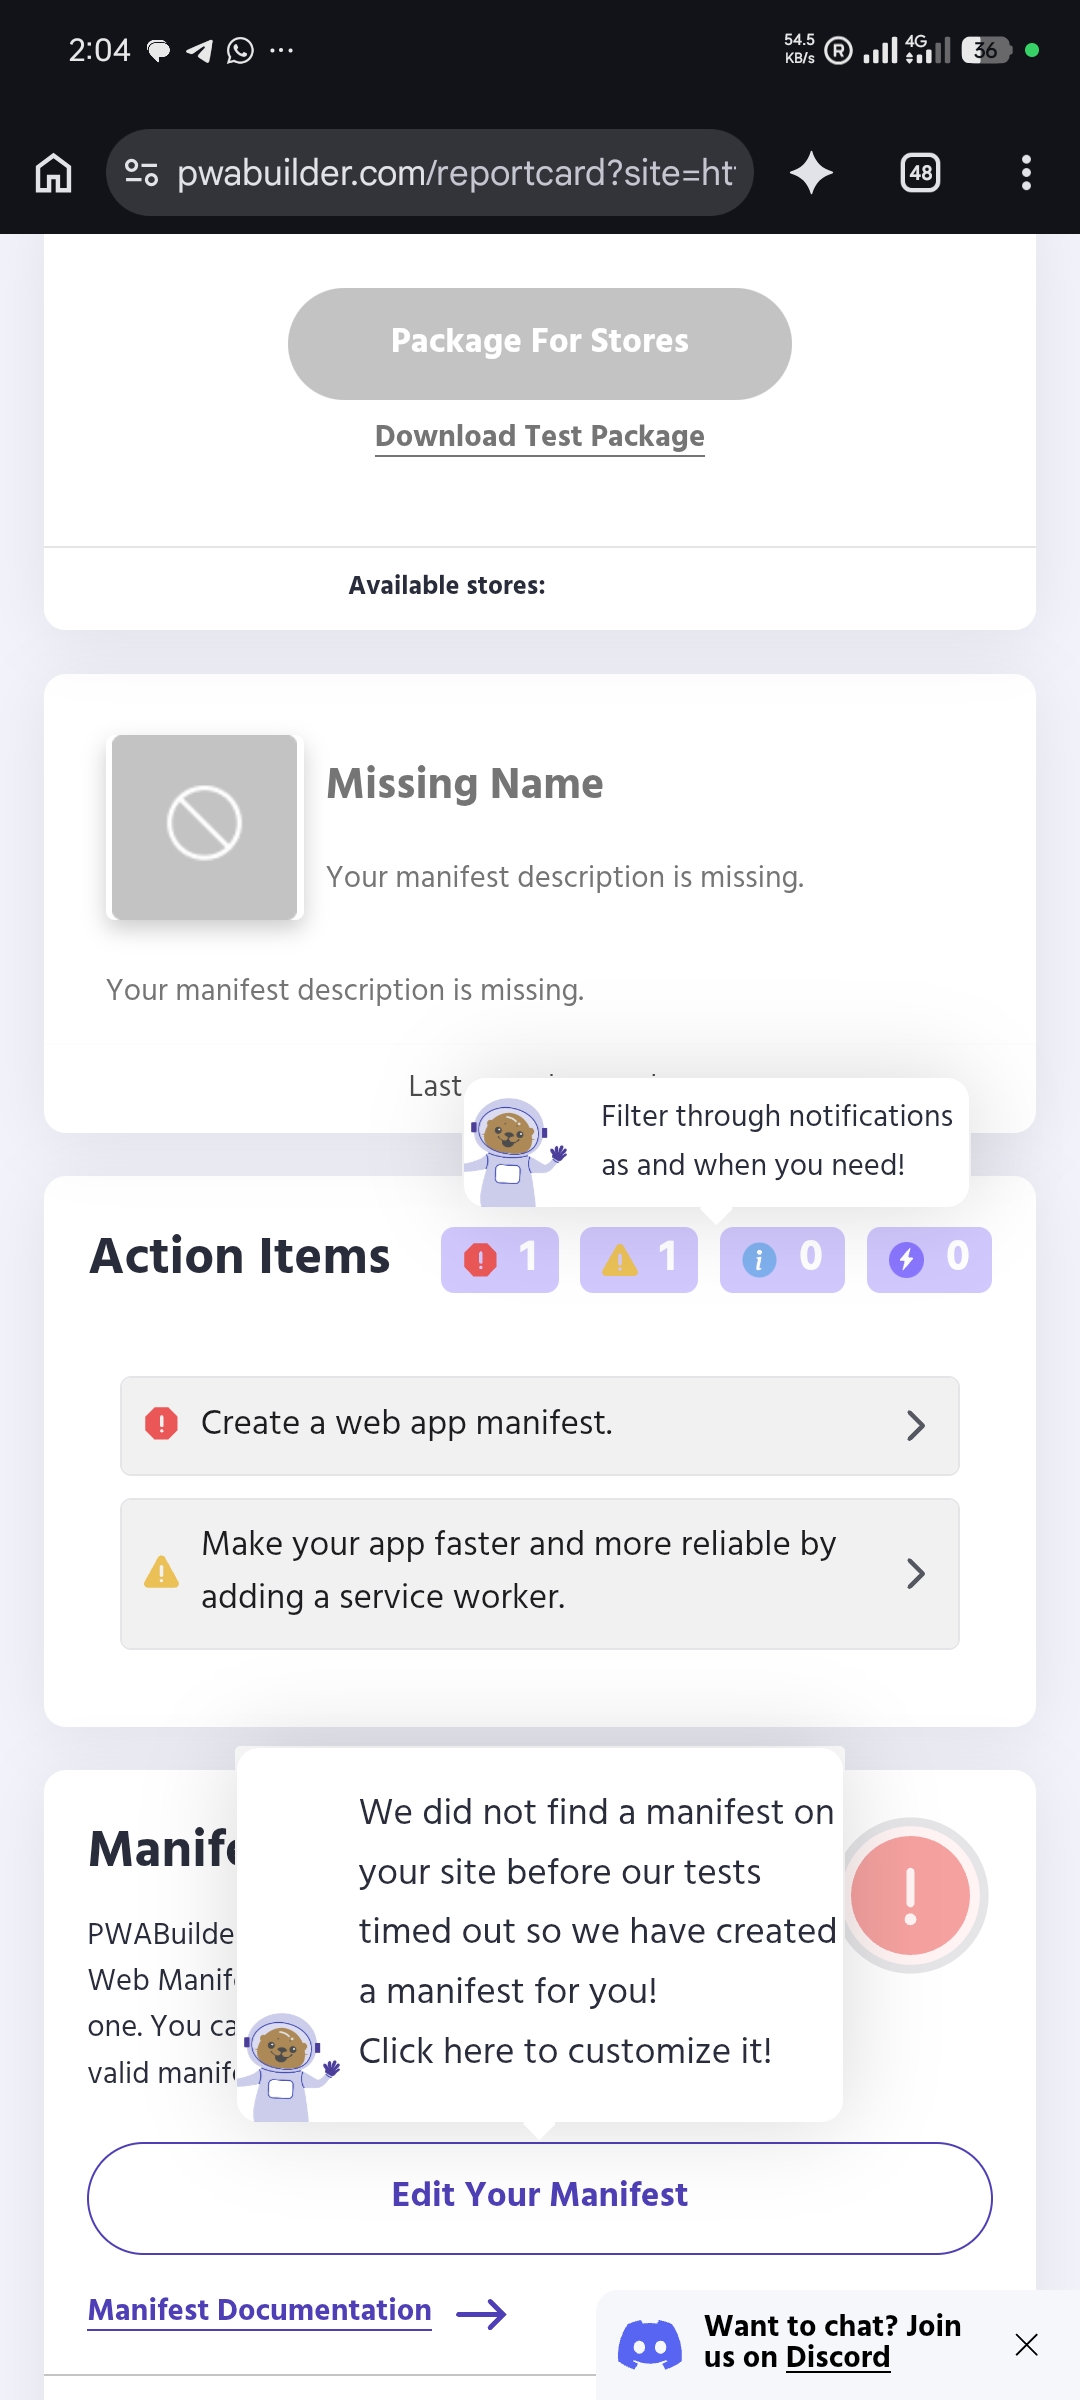 2:04
54.5
KB/s
R
4G
36
pwabuilder.com/reportcard?site=ht
48
Package For Stores
Download Test Package
Available stores:
Missing Name
Your manifest description is missing.
Your manifest description is missing.
Last
Filter through notifications
as and when you need!
Action Items
1
1
0
0
Create a web app manifest.
Make your app faster and more reliable by
adding a service worker.
We did not find a manifest on
your site before our tests
timed out so we have created
a manifest for you!
Click here to customize it!
Manife
PWABuilde
Web Manif
one. You ca
valid manif
Edit Your Manifest
Manifest Documentation
Want to chat? Join
us on Discord